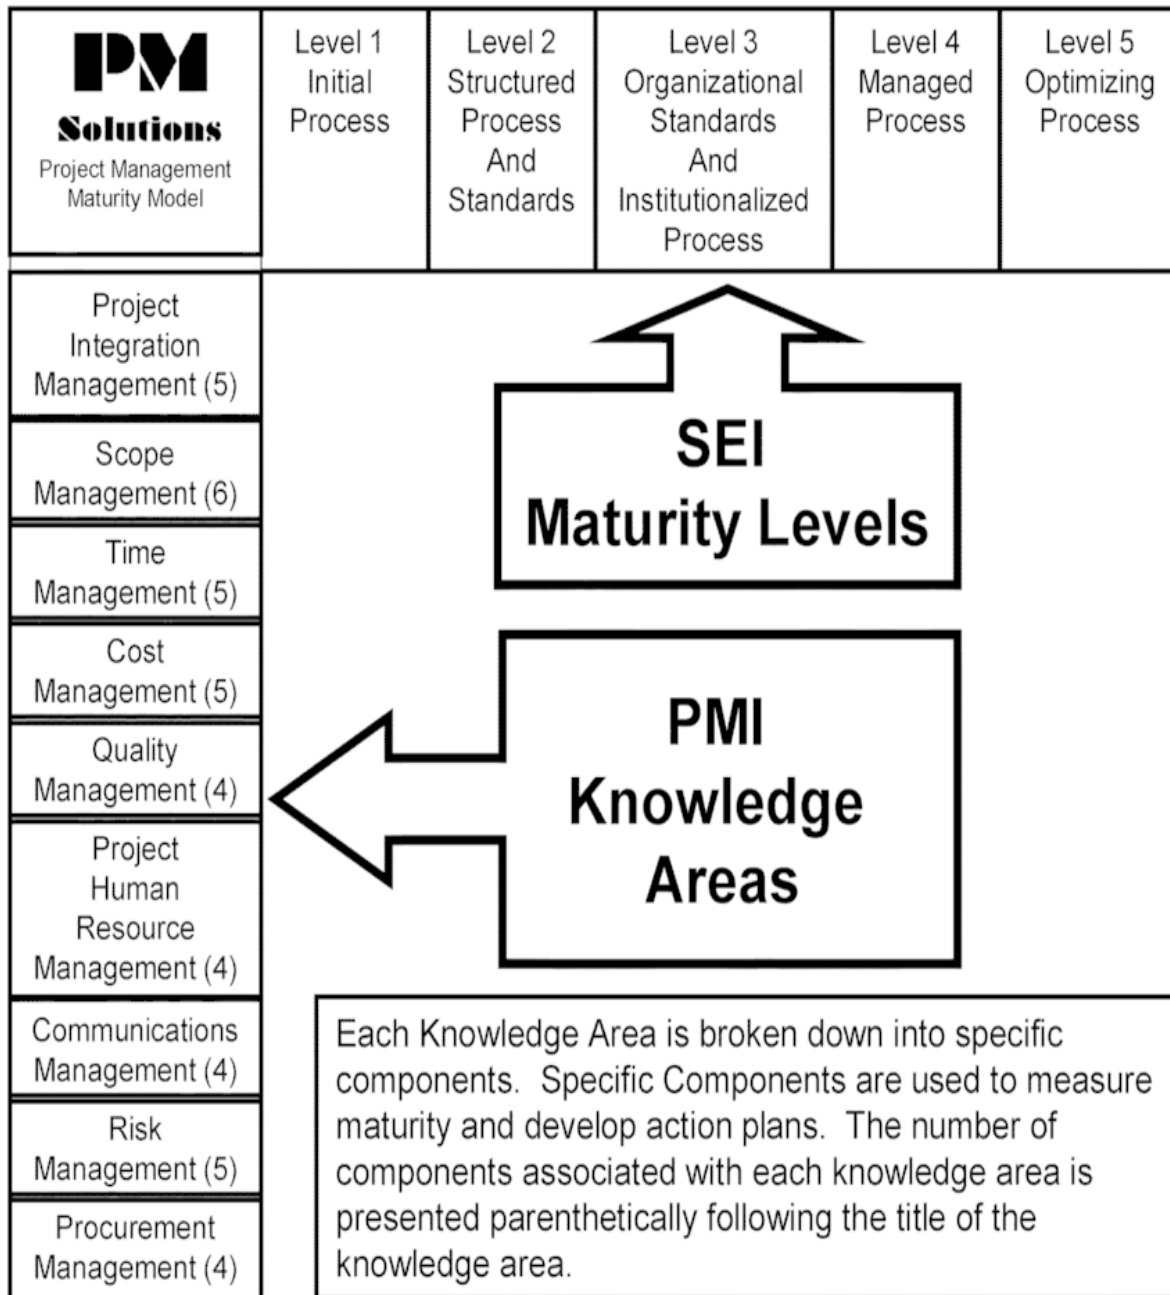 PM
Solutions
Project Management
Maturity Model
Level 1
Initial
Process
Level 2
Structured
Process
And
Standards
Level 3
Organizational
Standards
And
Institutionalized
Process
Level 4
Managed
Process
Level 5
Optimizing
Process
Project
Integration
Management (5)
Scope
Management (6)
Time
Management (5)
Cost
Management (5)
Quality
Management (4)
Project
Human
Resource
Management (4)
Communications
Management (4)
Risk
Management (5)
Procurement
Management (4)
SEI
Maturity Levels
PMI
Knowledge
Areas
Each Knowledge Area is broken down into specific
components.  Specific Components are used to measure
maturity and develop action plans.  The number of
components associated with each knowledge area is
presented parenthetically following the title of the
knowledge area.